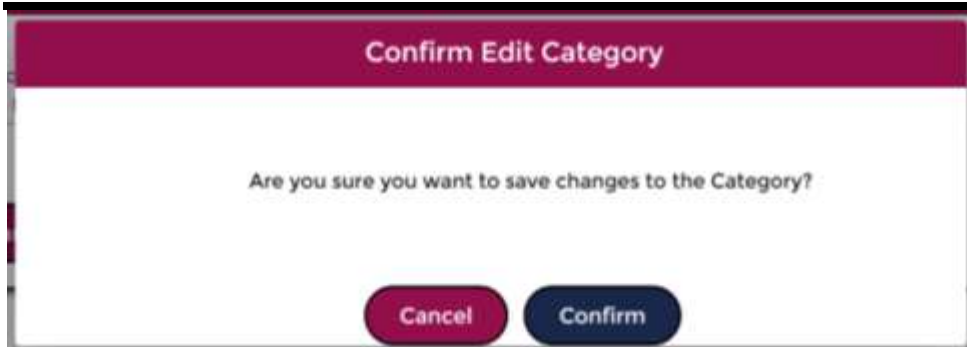 Confirm Edit Category
Are you sure you want to save changes to the Category?
Cancel
Confirm